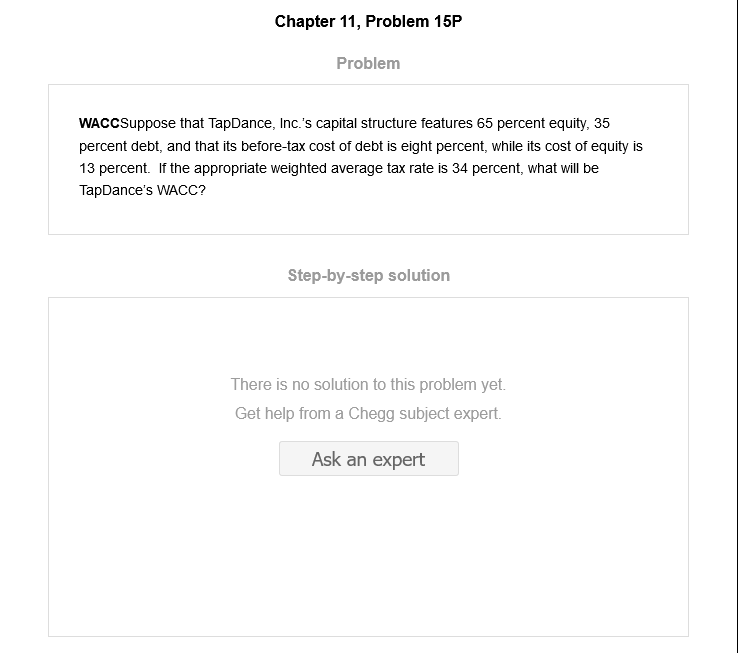 Chapter 11, Problem 15P
Problem
WACCSuppose that TapDance, Inc.'s capital structure features 65 percent equity, 35
percent debt, and that its before-tax cost of debt is eight percent, while its cost of equity is
13 percent.  If the appropriate weighted average tax rate is 34 percent, what will be
TapDance's WACC?
Step-by-step solution
There is no solution to this problem yet.
Get help from a Chegg subject expert.
Ask an expert